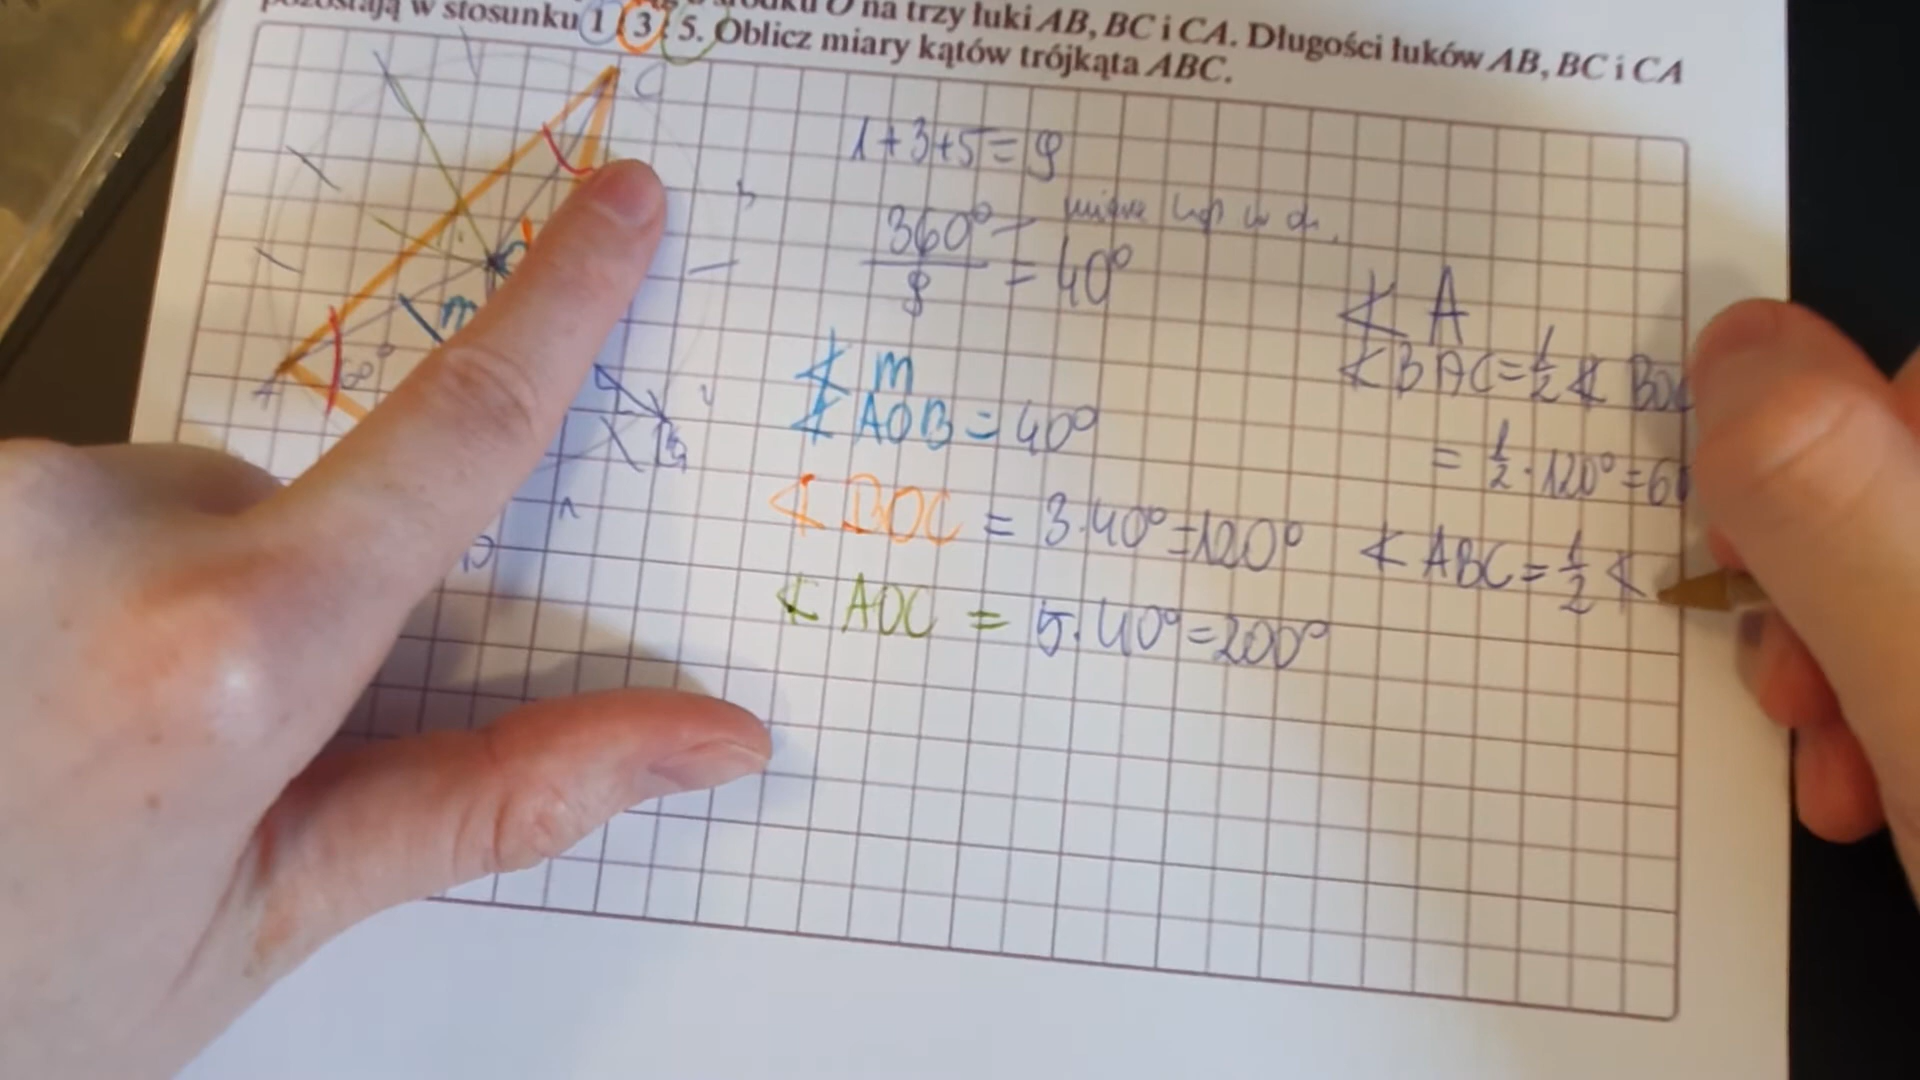 pozostają w stosunku 1 : 3 : 5. Oblicz miary kątów trójkąta ABC.
O na trzy łuki AB, BC i CA. Długości łuków AB, BC i CA
C
1+3+5=9
360° — w
9
= 40°
m
A
60°
B
∢ m
∢ AOB = 40°
∢ BOC = 3·40°=120°
∢ AOC = 5·40°=200°
∢ A
∢ BAC = 1/2 ∢ BOC
= 1/2 · 120° = 60
∢ ABC = 1/2 ∢